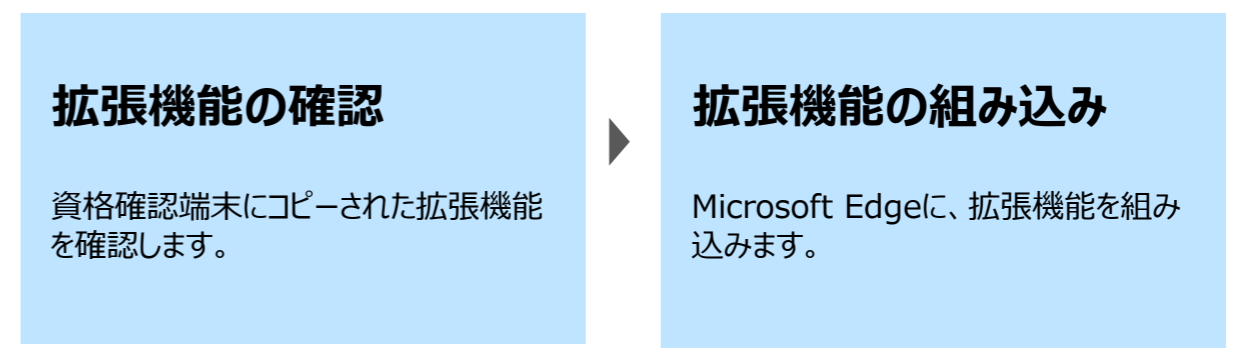 拡張機能の確認
資格確認端末にコピーされた拡張機能
を確認します。
拡張機能の組み込み
Microsoft Edgeに、拡張機能を組み
込みます。